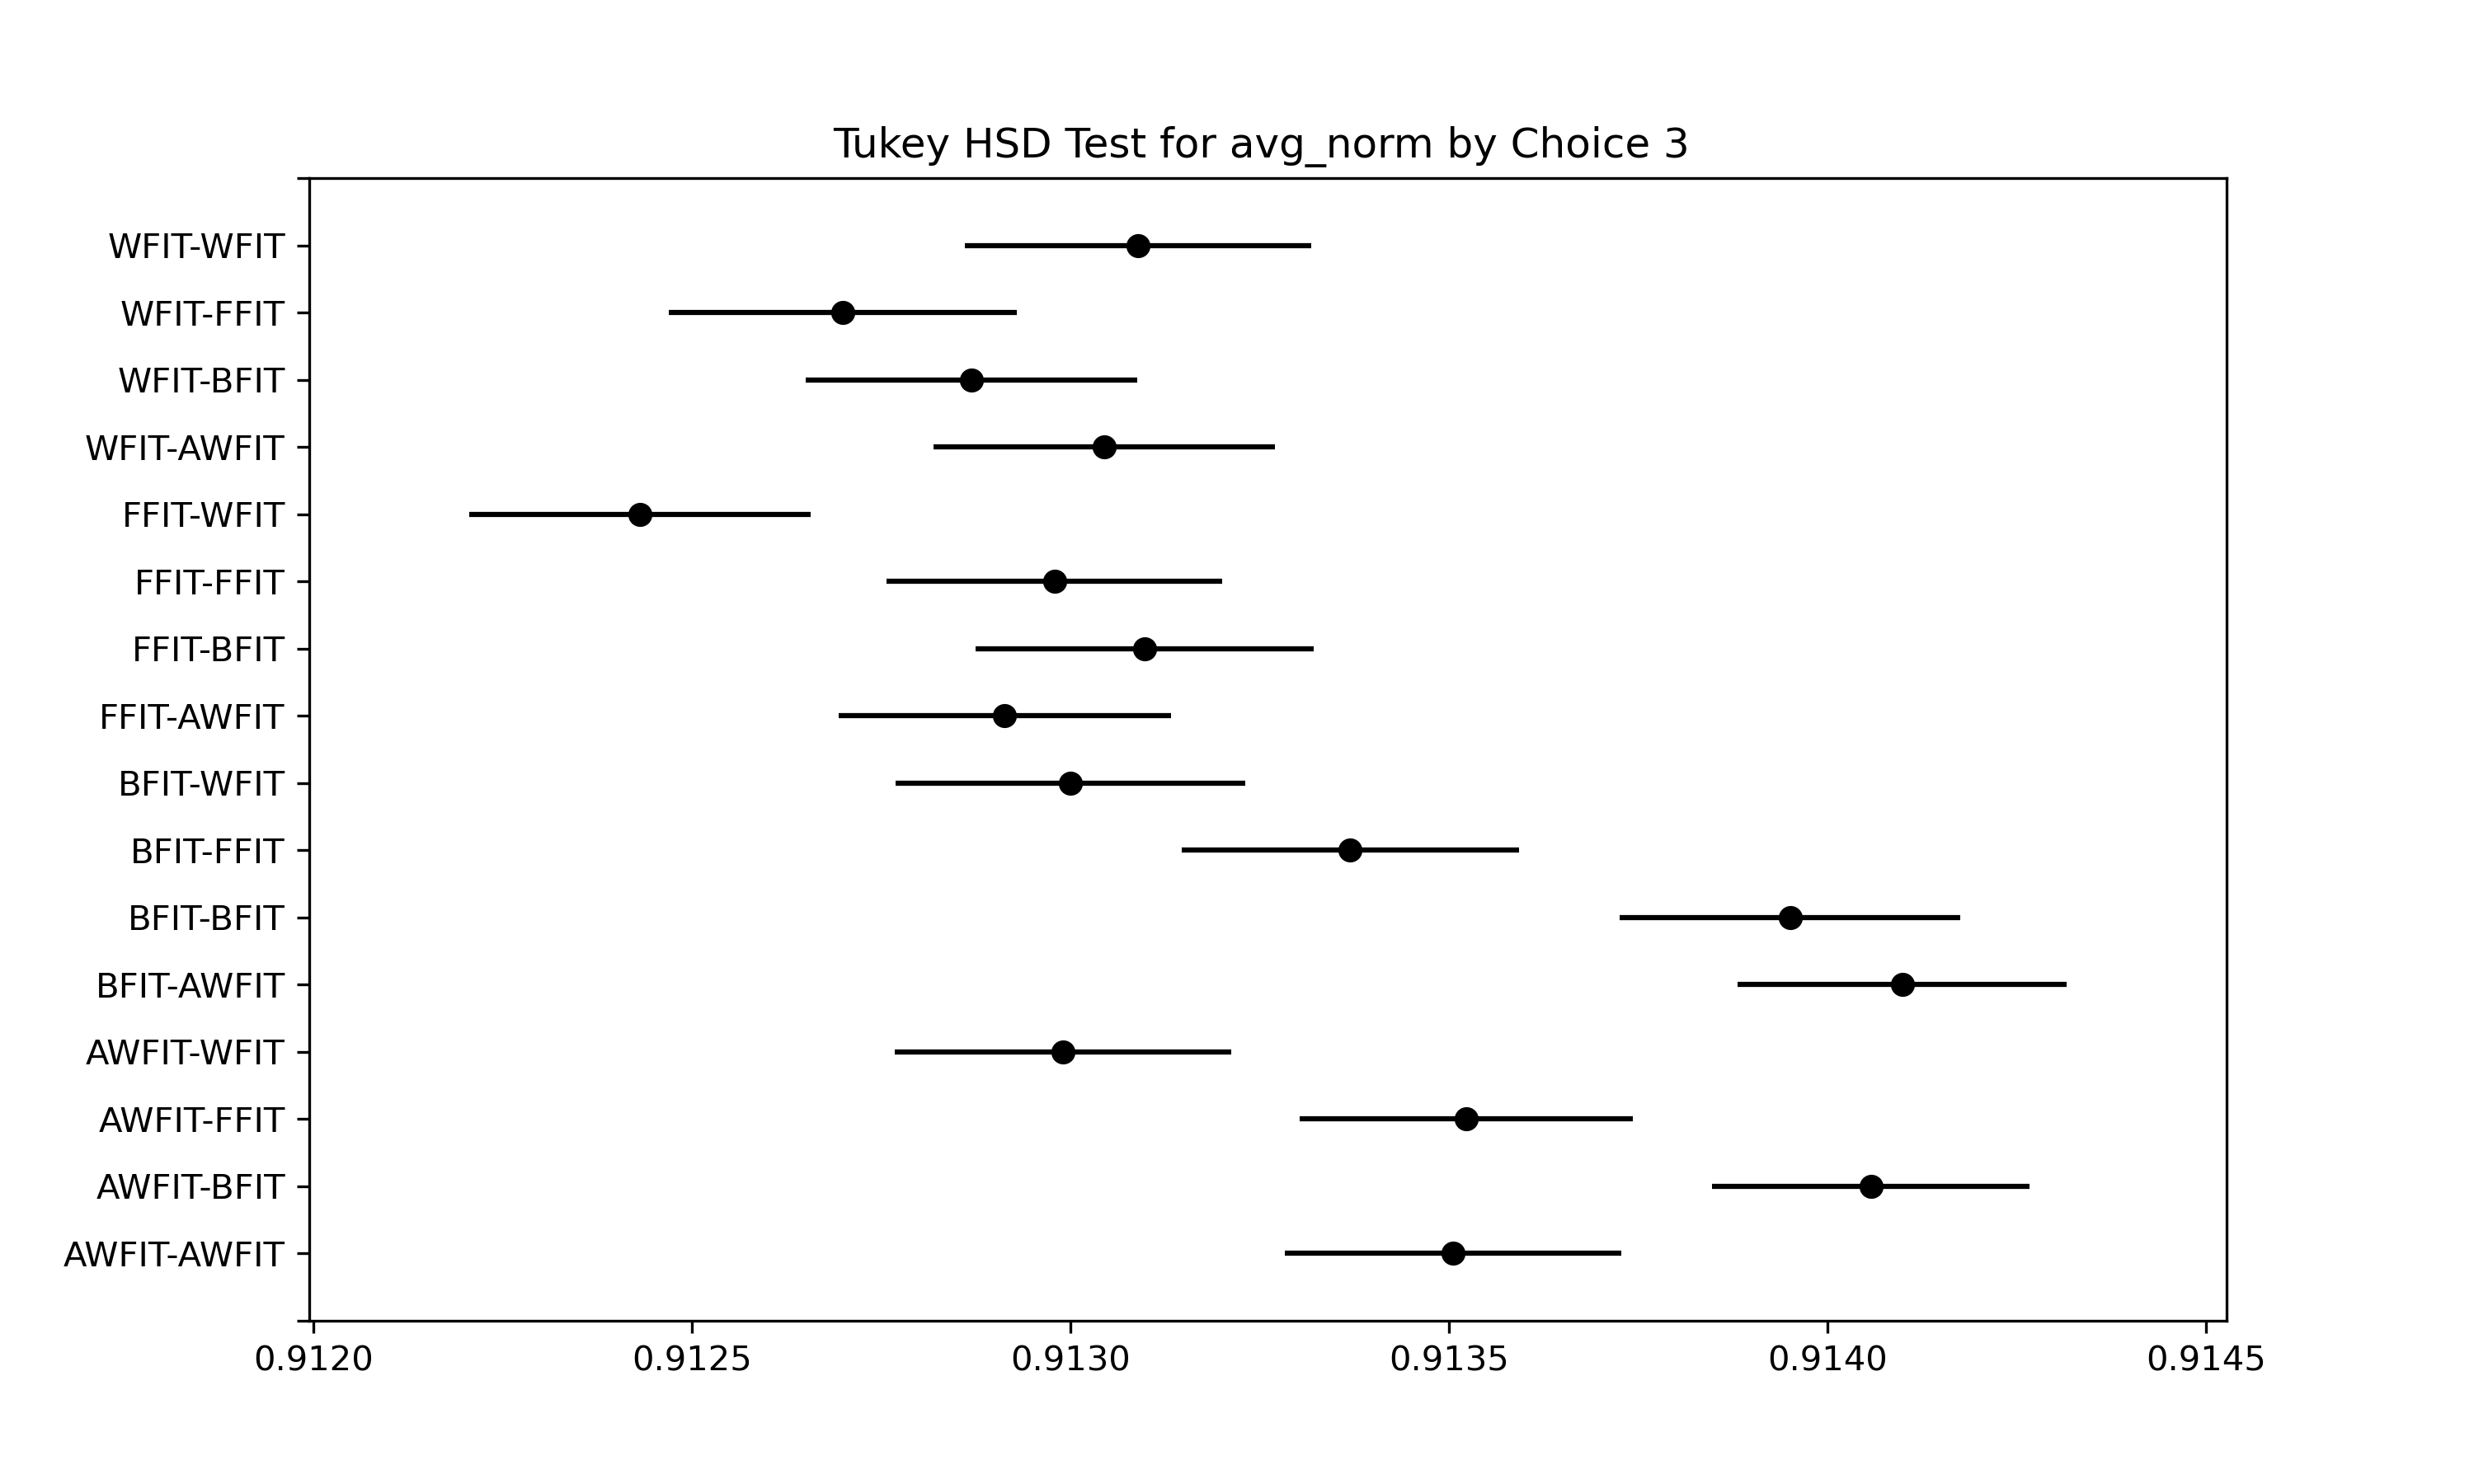 Tukey HSD Test for avg_norm by Choice 3
WFIT-WFIT
WFIT-FFIT
WFIT-BFIT
WFIT-AWFIT
FFIT-WFIT
FFIT-FFIT
FFIT-BFIT
FFIT-AWFIT
BFIT-WFIT
BFIT-FFIT
BFIT-BFIT
BFIT-AWFIT
AWFIT-WFIT
AWFIT-FFIT
AWFIT-BFIT
AWFIT-AWFIT
0.9120 0.9125 0.9130 0.9135 0.9140 0.9145